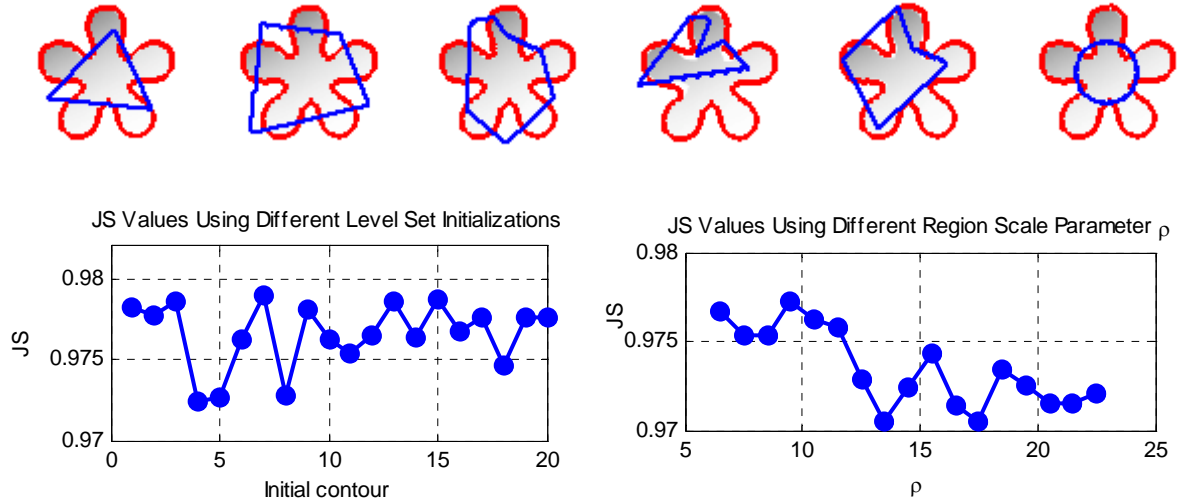 JS Values Using Different Level Set Initializations
0.98
0.975
0.97
JS
0 5 10 15 20
Initial contour
JS Values Using Different Region Scale Parameter ρ
0.98
0.975
0.97
JS
5 10 15 20 25
ρ